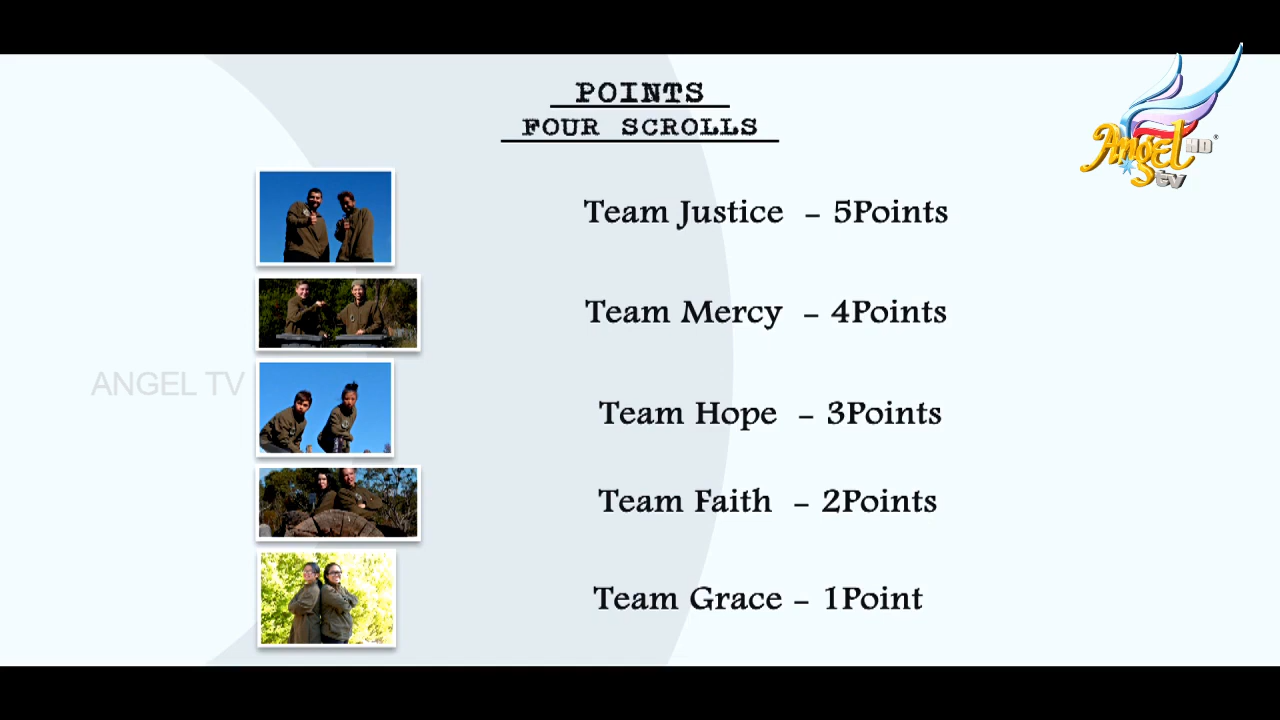 POINTS
FOUR SCROLLS
Angel HD
tv
Team Justice – 5Points
Team Mercy – 4Points
ANGEL TV
Team Hope – 3Points
Team Faith – 2Points
Team Grace – 1Point